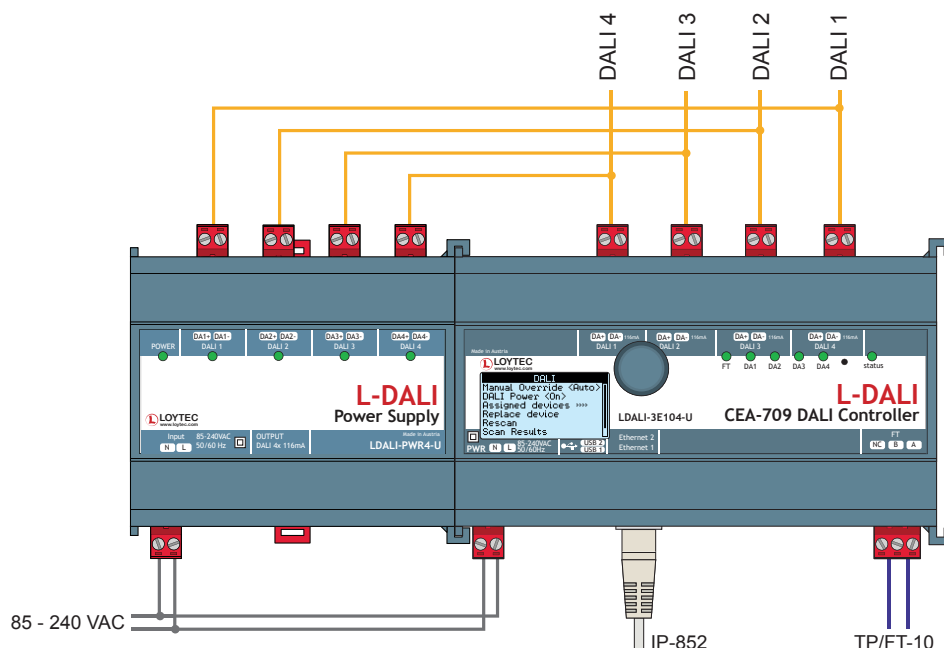 DALI 4
DALI 3
DALI 2
DALI 1
POWER
DA1+ DA1-
DALI 1
DA2+ DA2-
DALI 2
DA3+ DA3-
DALI 3
DA4+ DA4-
DALI 4
L-DALI
Power Supply
LOYTEC
www.loytec.com
Input
N L
85-240VAC
50/60 Hz
OUTPUT
DALI 4x 116mA
Made in Austria
LDALI-PWR4-U
Made in Austria
LOYTEC
www.loytec.com
DA+ DA- 116mA
DALI 1
DA+ DA- 116mA
DALI 2
DA+ DA- 116mA
DALI 3
DA+ DA- 116mA
DALI 4
FT DA1 DA2 DA3 DA4 status
DALI
Manual Override <Auto>
DALI Power <On>
Assigned devices »»
Replace device
Rescan
Scan Results
LDALI-3E104-U
L-DALI
CEA-709 DALI Controller
PWR N L
85-240VAC
50/60Hz
USB 2
USB 1
Ethernet 2
Ethernet 1
FT
NC B A
85 - 240 VAC
IP-852
TP/FT-10